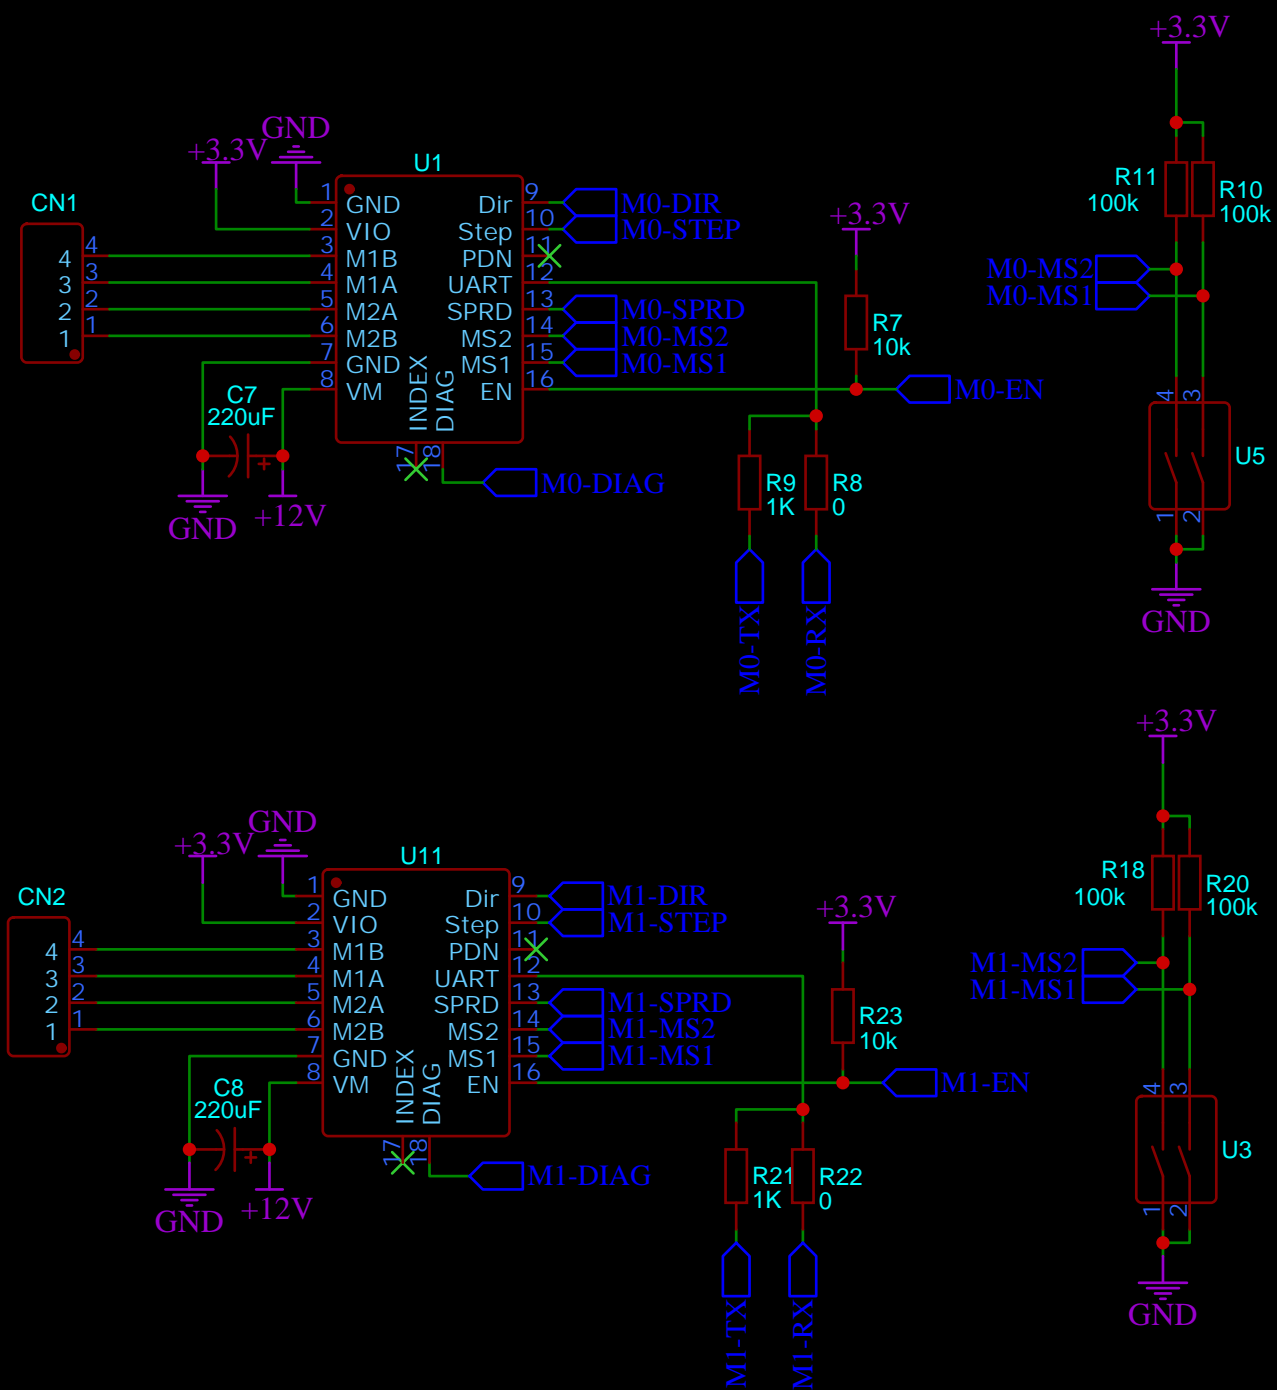 +3.3V
GND
+3.3V
U1
CN1
1
2
3
4
5
6
7
8
GND
VIO
M1B
M1A
M2A
M2B
GND
VM
4
3
2
1
4
3
2
1
Dir
Step
PDN
UART
SPRD
MS2
MS1
EN
9
10
11
12
13
14
15
16
INDEX
DIAG
17
18
M0-DIR
M0-STEP
M0-SPRD
M0-MS2
M0-MS1
M0-EN
M0-DIAG
C7
220uF
GND
+12V
+3.3V
R7
10k
R9
1K
R8
0
M0-TX
M0-RX
R11
100k
R10
100k
M0-MS2
M0-MS1
4
3
U5
1
2
GND
+3.3V
GND
+3.3V
U11
CN2
1
2
3
4
5
6
7
8
GND
VIO
M1B
M1A
M2A
M2B
GND
VM
4
3
2
1
4
3
2
1
Dir
Step
PDN
UART
SPRD
MS2
MS1
EN
9
10
11
12
13
14
15
16
INDEX
DIAG
17
18
M1-DIR
M1-STEP
M1-SPRD
M1-MS2
M1-MS1
M1-EN
M1-DIAG
C8
220uF
GND
+12V
+3.3V
R23
10k
R21
1K
R22
0
M1-TX
M1-RX
R18
100k
R20
100k
M1-MS2
M1-MS1
4
3
U3
1
2
GND